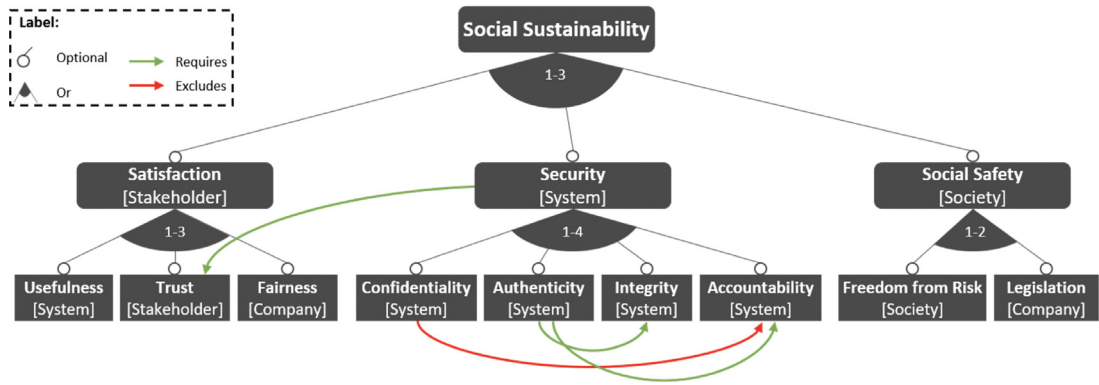 Label:
Optional
Requires
Or
Excludes
Social Sustainability
1-3
Satisfaction
[Stakeholder]
Security
[System]
Social Safety
[Society]
1-3
1-4
1-2
Usefulness
[System]
Trust
[Stakeholder]
Fairness
[Company]
Confidentiality
[System]
Authenticity
[System]
Integrity
[System]
Accountability
[System]
Freedom from Risk
[Society]
Legislation
[Company]